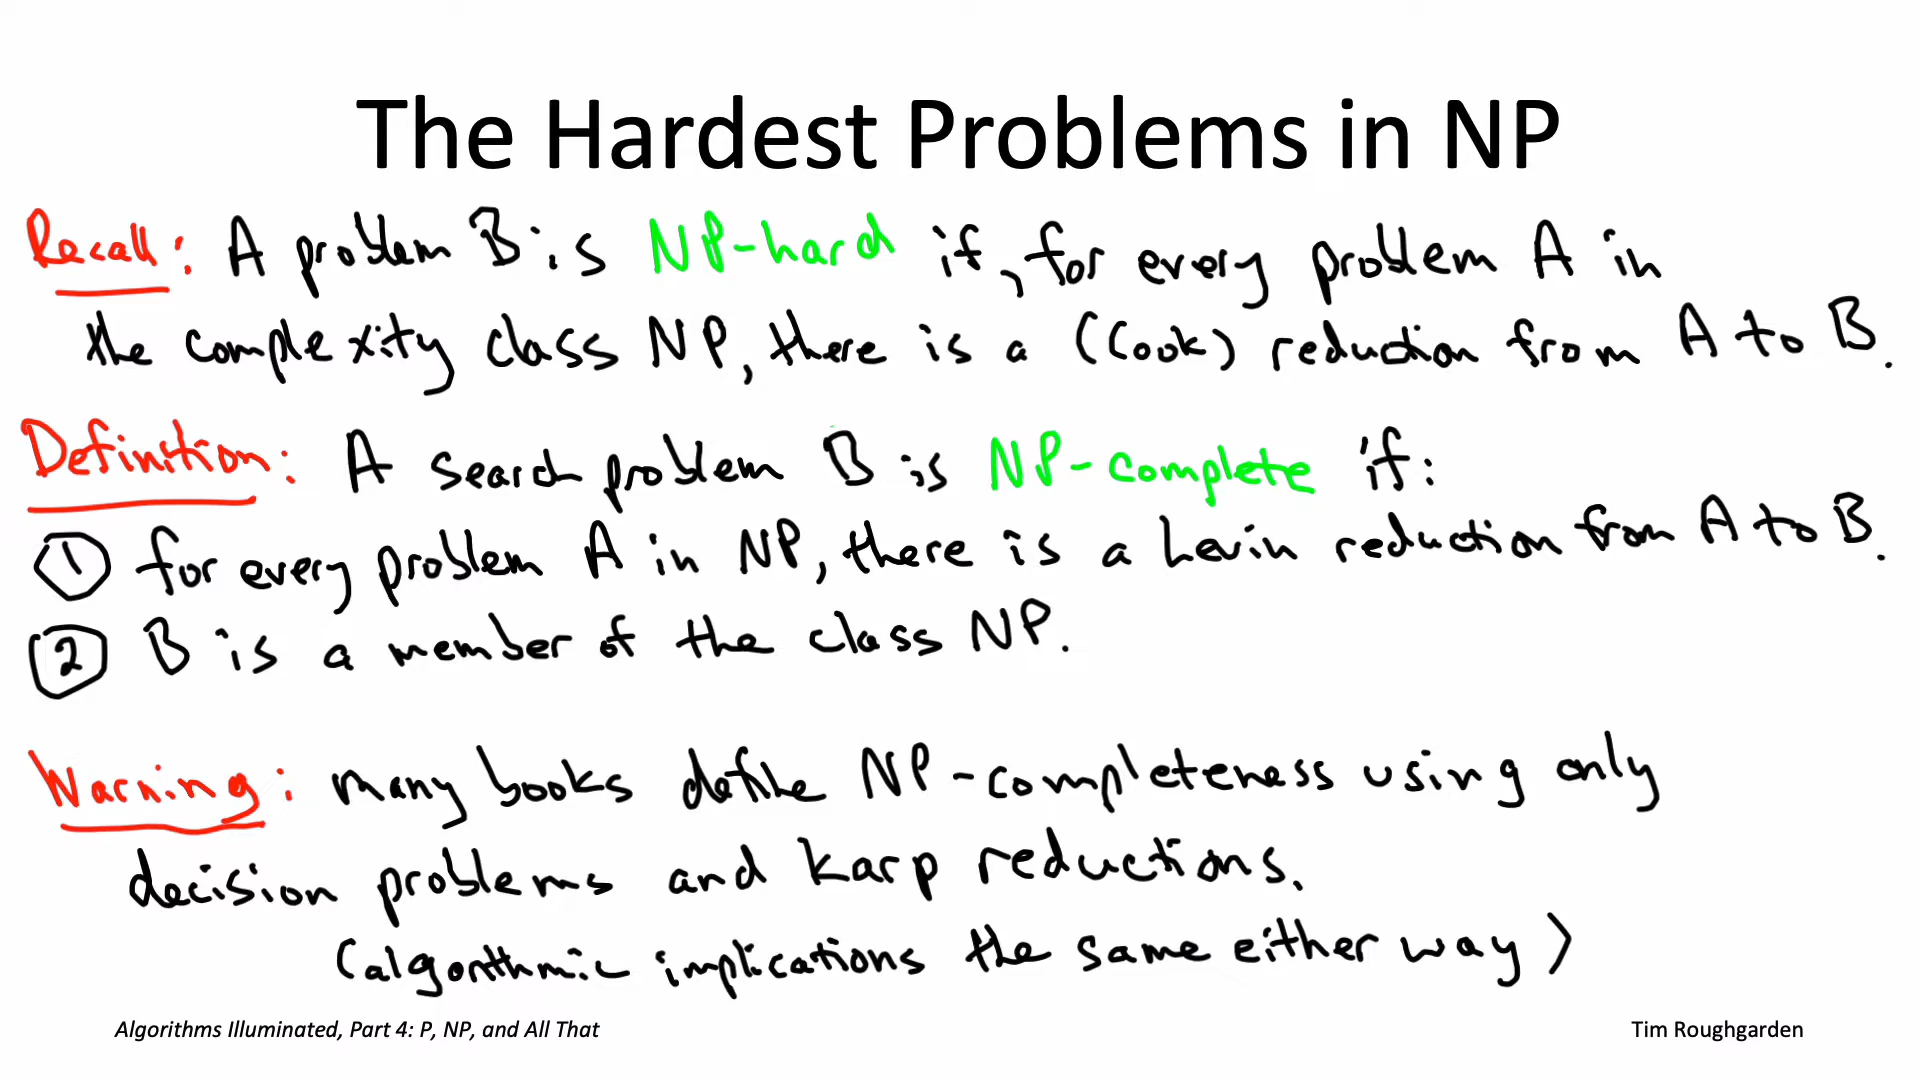 The Hardest Problems in NP
Recall: A problem B is NP-hard if, for every problem A in
the complexity class NP, there is a (Cook) reduction from A to B.
Definition: A search problem B is NP-complete if:
1 for every problem A in NP, there is a Levin reduction from A to B.
2 B is a member of the class NP.
Warning: many books define NP-completeness using only
decision problems and Karp reductions.
(algorithmic implications the same either way)
Algorithms Illuminated, Part 4: P, NP, and All That
Tim Roughgarden